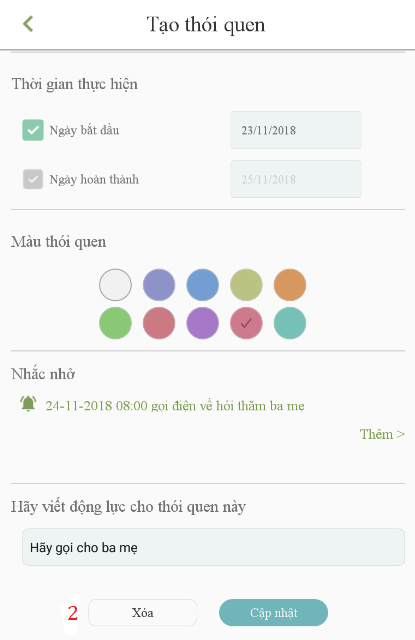 Tạo thói quen
Thời gian thực hiện
Ngày bắt đầu 23/11/2018
Ngày hoàn thành 25/11/2018
Màu thói quen
Nhắc nhở
24-11-2018 08:00 gọi điện về hỏi thăm ba mẹ
Thêm >
Hãy viết động lực cho thói quen này
Hãy gọi cho ba mẹ
2 Xóa Cập nhật